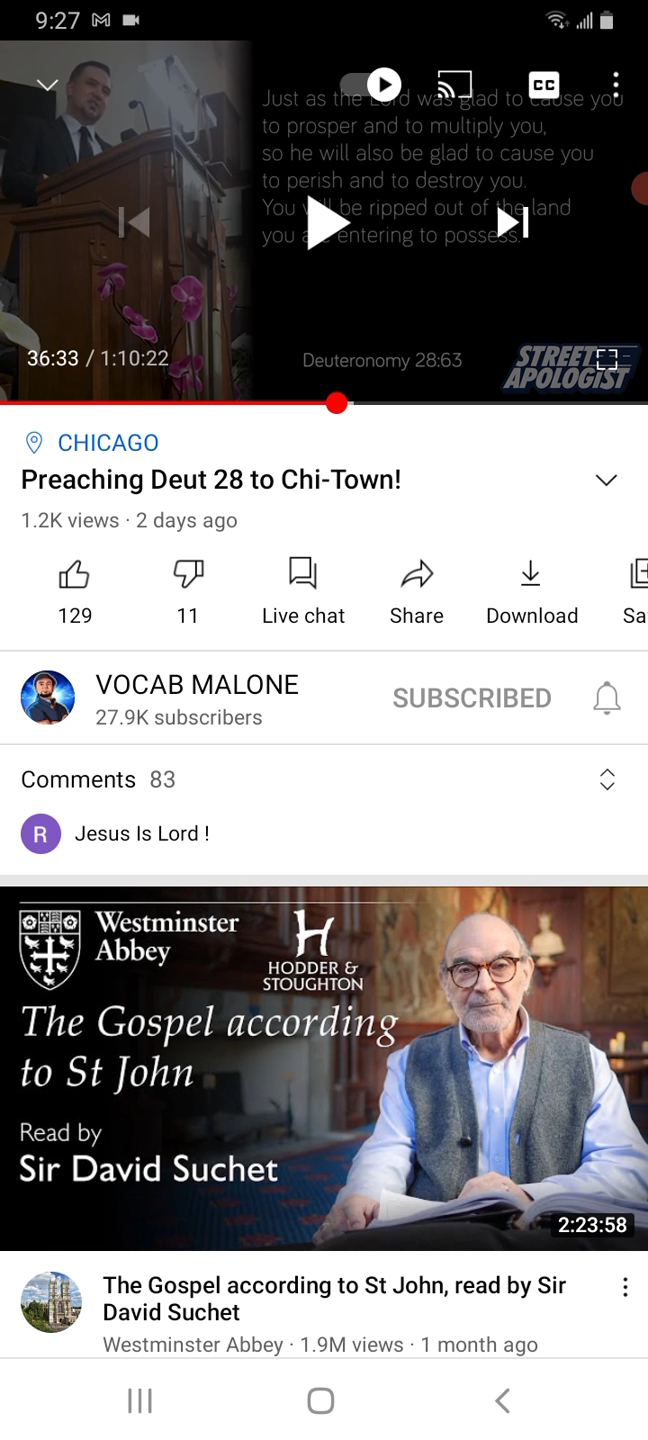 9:27
Just as the Lord was glad to cause you
to prosper and to multiply you,
so he will also be glad to cause you
to perish and to destroy you.
You will be ripped out of the land
you are entering to possess.
CC
36:33 / 1:10:22
Deuteronomy 28:63
STREET
APOLOGIST
CHICAGO
Preaching Deut 28 to Chi-Town!
1.2K views · 2 days ago
129
11
Live chat
Share
Download
Sa
VOCAB MALONE
27.9K subscribers
SUBSCRIBED
Comments 83
R
Jesus Is Lord !
Westminster
Abbey
H
HODDER &
STOUGHTON
The Gospel according
to St John
Read by
Sir David Suchet
2:23:58
The Gospel according to St John, read by Sir
David Suchet
Westminster Abbey · 1.9M views · 1 month ago